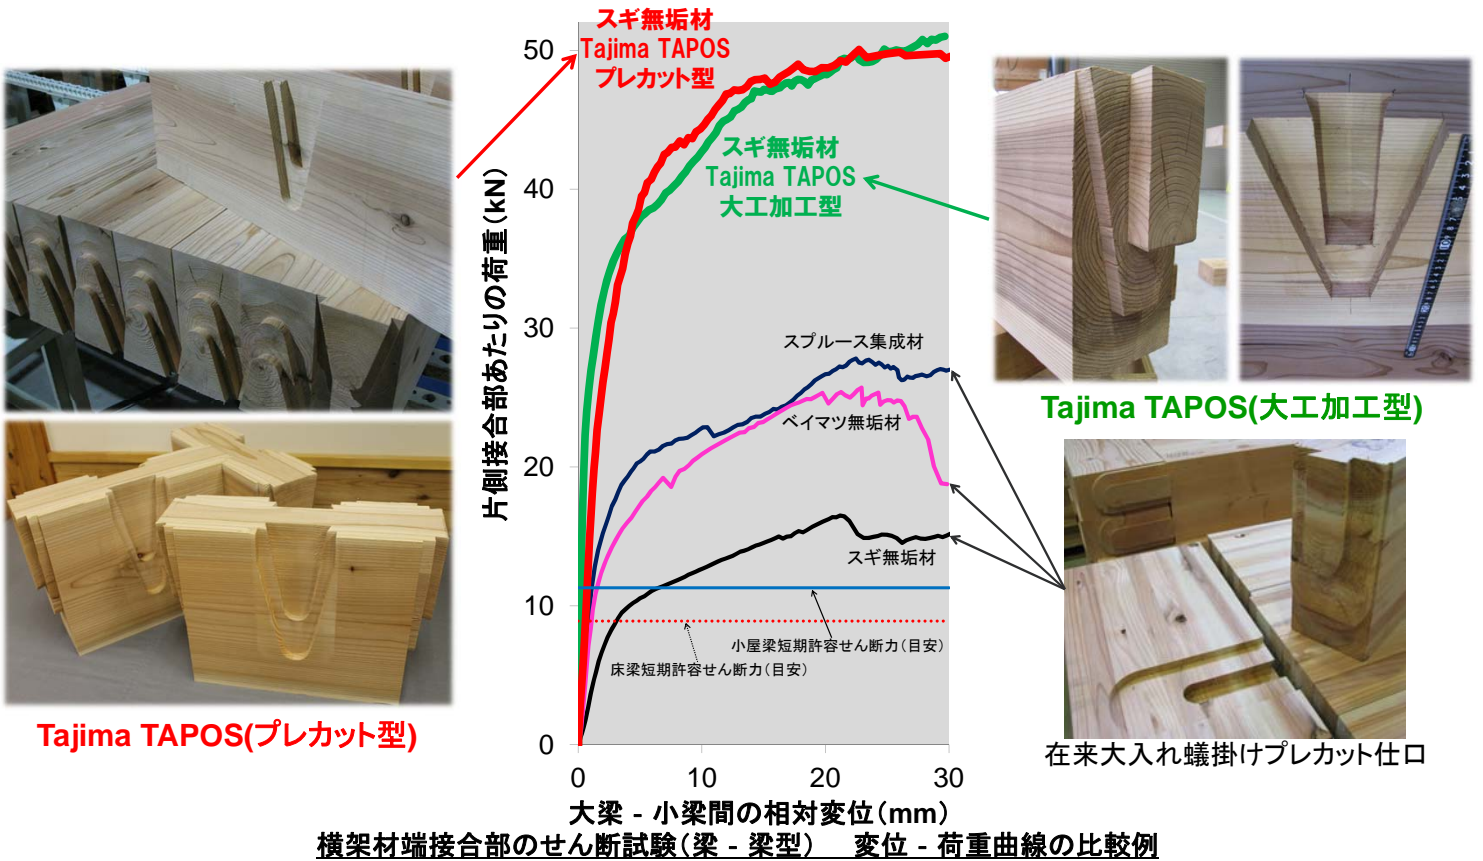 スギ無垢材
Tajima TAPOS
プレカット型
スギ無垢材
Tajima TAPOS
大工加工型
スプルース集成材
ベイマツ無垢材
スギ無垢材
小屋梁短期許容せん断力(目安)
床梁短期許容せん断力(目安)
片側接合部あたりの荷重(kN)
50
40
30
20
10
0
0 10 20 30
大梁 - 小梁間の相対変位(mm)
Tajima TAPOS(プレカット型)
Tajima TAPOS(大工加工型)
在来大入れ蟻掛けプレカット仕口
横架材端接合部のせん断試験(梁 - 梁型) 変位 - 荷重曲線の比較例